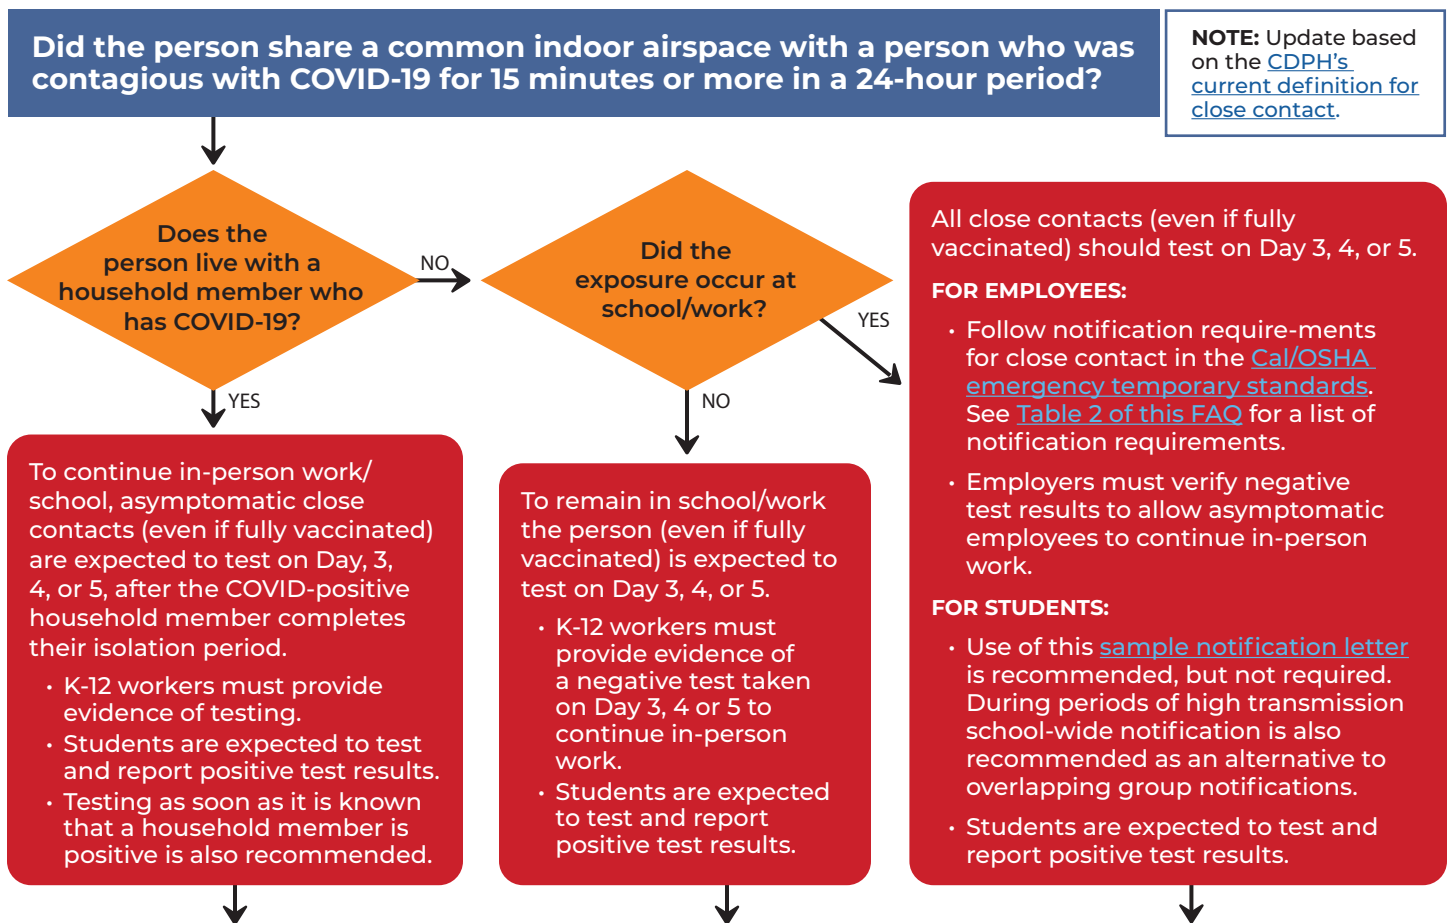 Did the person share a common indoor airspace with a person who was
contagious with COVID-19 for 15 minutes or more in a 24-hour period?
NOTE: Update based
on the CDPH's
current definition for
close contact.
Does the
person live with a
household member who
has COVID-19?
NO
YES
Did the
exposure occur at
school/work?
YES
NO
To continue in-person work/
school, asymptomatic close
contacts (even if fully vaccinated)
are expected to test on Day, 3,
4, or 5, after the COVID-positive
household member completes
their isolation period.
• K-12 workers must provide
evidence of testing.
• Students are expected to test
and report positive test results.
• Testing as soon as it is known
that a household member is
positive is also recommended.
To remain in school/work
the person (even if fully
vaccinated) is expected to
test on Day 3, 4, or 5.
• K-12 workers must
provide evidence of
a negative test taken
on Day 3, 4 or 5 to
continue in-person
work.
• Students are expected
to test and report
positive test results.
All close contacts (even if fully
vaccinated) should test on Day 3, 4, or 5.
FOR EMPLOYEES:
• Follow notification require-ments
for close contact in the Cal/OSHA
emergency temporary standards.
See Table 2 of this FAQ for a list of
notification requirements.
• Employers must verify negative
test results to allow asymptomatic
employees to continue in-person
work.
FOR STUDENTS:
• Use of this sample notification letter
is recommended, but not required.
During periods of high transmission
school-wide notification is also
recommended as an alternative to
overlapping group notifications.
• Students are expected to test and
report positive test results.